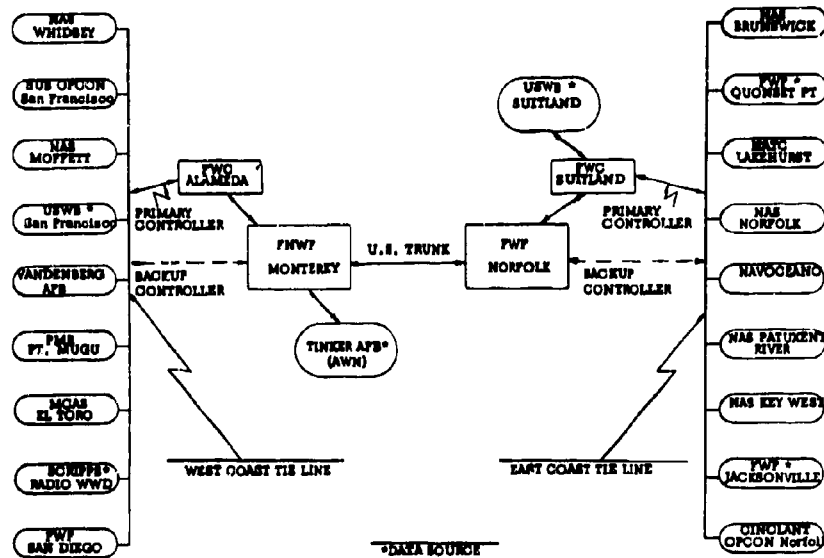 NAS
WHIDBEY
SUB OPCON
San Francisco
NAS
MOFFETT
USWB *
San Francisco
VANDENBERG
AFB
PMR
PT. MUGU
MCAS
EL TORO
SCRIPPS*
RADIO WWD
FWF
SAN DIEGO
FWC
ALAMEDA
PRIMARY
CONTROLLER
BACKUP
CONTROLLER
FNWF
MONTEREY
U.S. TRUNK
TINKER AFB*
(AWN)
WEST COAST TIE LINE
USWB *
SUITLAND
FWC
SUITLAND
FWF
NORFOLK
PRIMARY
CONTROLLER
BACKUP
CONTROLLER
EAST COAST TIE LINE
NAS
BRUNSWICK
FWF *
QUONSET PT
NATC
LAKEHURST
NAS
NORFOLK
NAVOCEANO
NAS PATUXENT
RIVER
NAS KEY WEST
FWF *
JACKSONVILLE
CINCLANT
OPCON Norfolk
*DATA SOURCE